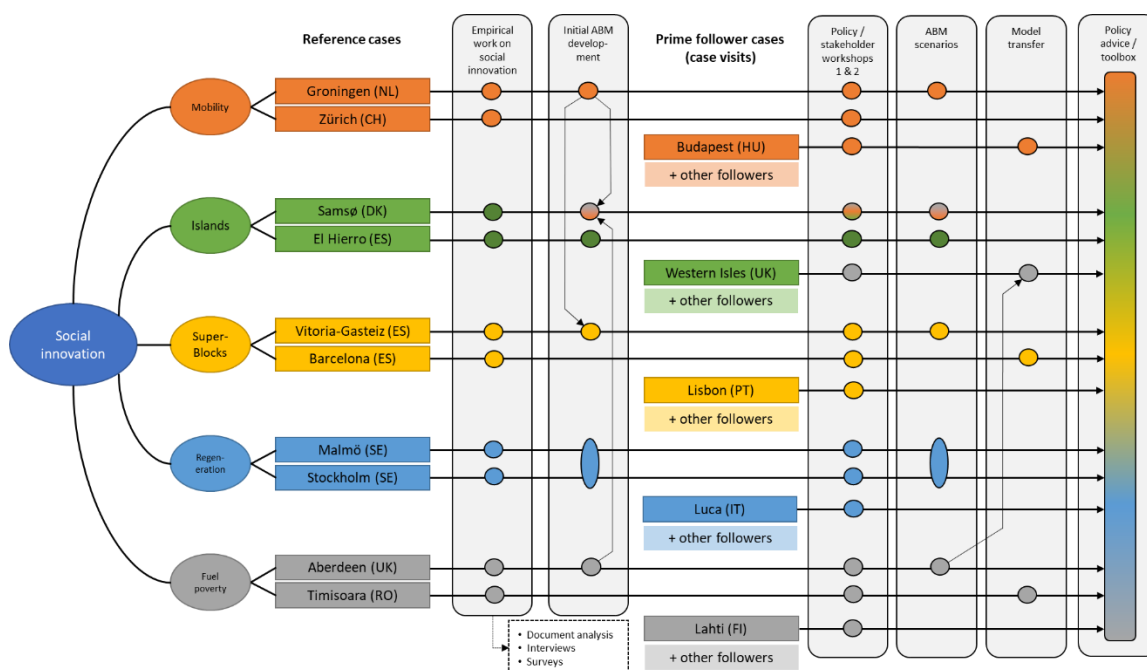 Reference cases
Empirical
work on
social
innovation
Initial ABM
develop-
ment
Prime follower cases
(case visits)
Policy /
stakeholder
workshops
1 & 2
ABM
scenarios
Model
transfer
Policy
advice /
toolbox
Social
innovation
Mobility
Groningen (NL)
Zürich (CH)
Budapest (HU)
+ other followers
Islands
Samsø (DK)
El Hierro (ES)
Western Isles (UK)
+ other followers
Super-
Blocks
Vitoria-Gasteiz (ES)
Barcelona (ES)
Lisbon (PT)
+ other followers
Regen-
eration
Malmö (SE)
Stockholm (SE)
Luca (IT)
+ other followers
Fuel
poverty
Aberdeen (UK)
Timisoara (RO)
Lahti (FI)
+ other followers
• Document analysis
• Interviews
• Surveys